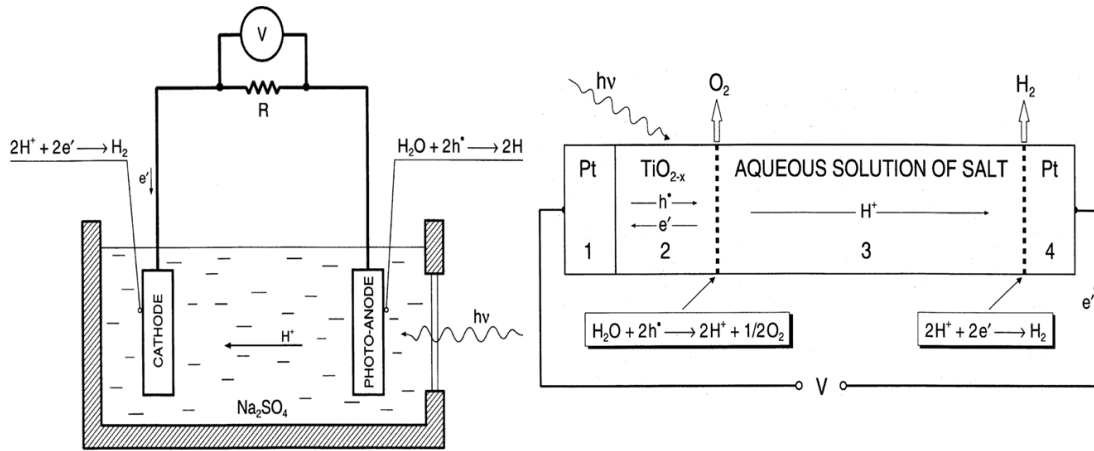 V
R
2H⁺ + 2e′ ⟶ H₂
H₂O + 2h• ⟶ 2H
e′
CATHODE
PHOTO-ANODE
H⁺
hν
Na₂SO₄
hν
O₂
H₂
Pt
TiO₂₋ₓ
AQUEOUS SOLUTION OF SALT
Pt
h•
e′
H⁺
1
2
3
4
H₂O + 2h• ⟶ 2H⁺ + 1/2O₂
2H⁺ + 2e′ ⟶ H₂
e′
V